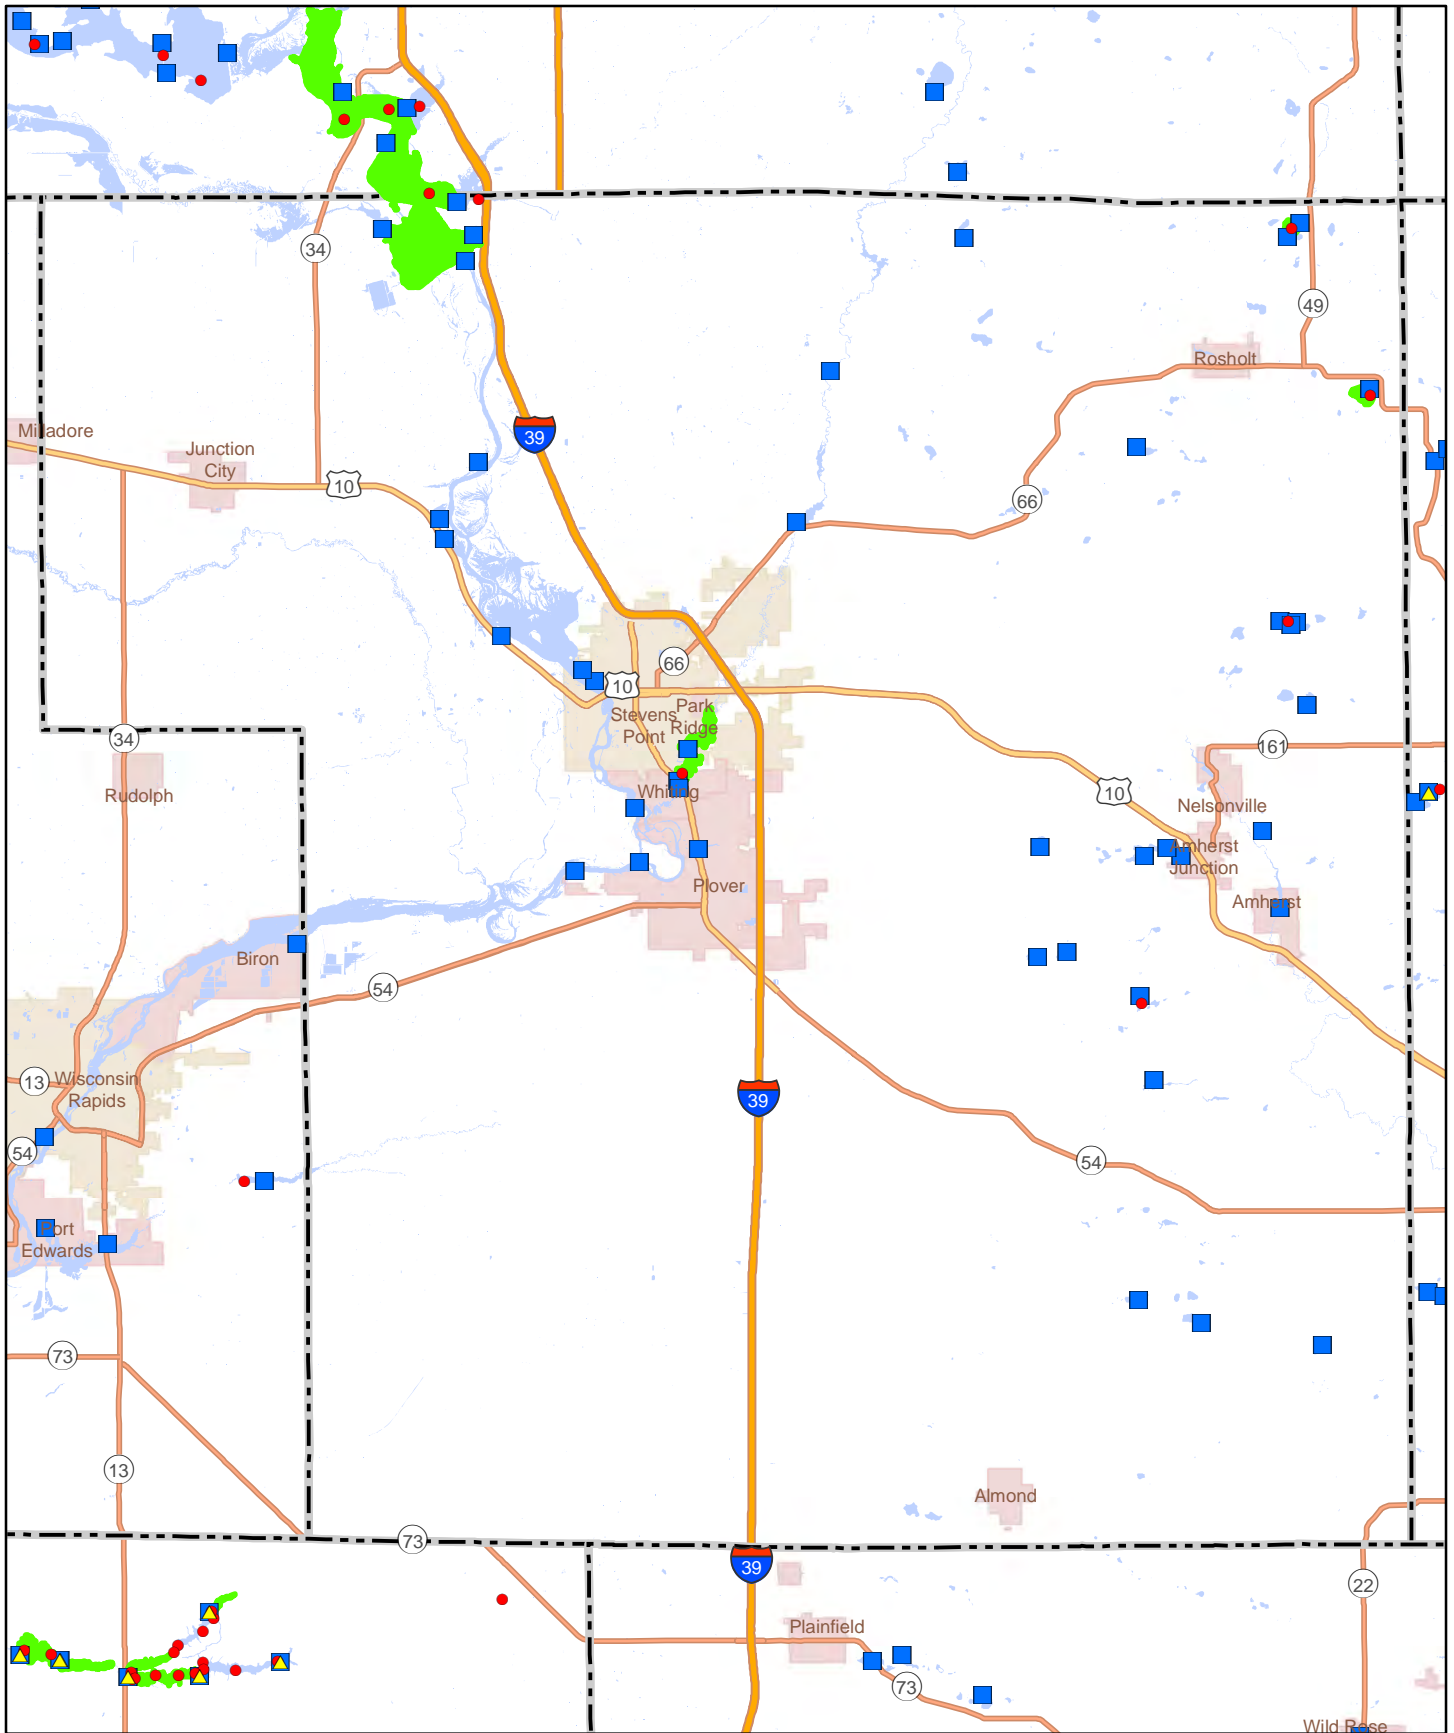 34
49
Rosholt
39
Milladore
Junction
City
10
66
66
10
Park
Ridge
Stevens
Point
34
161
Rudolph
Whiting
10
Nelsonville
Amherst
Junction
Plover
Amherst
Biron
54
13
Wisconsin
Rapids
39
54
54
Port
Edwards
73
13
Almond
73
39
22
Plainfield
73
Wild Rose